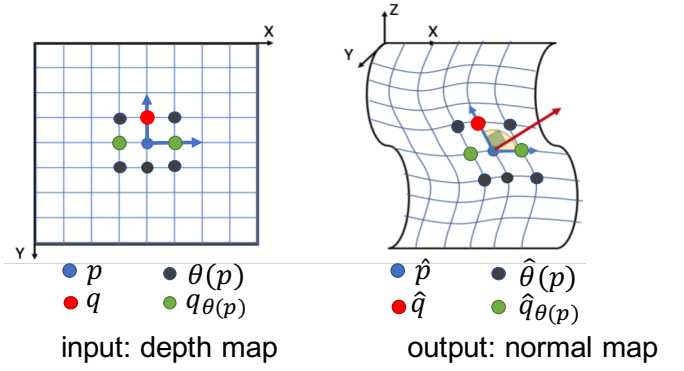 X
Y
p
θ(p)
q
q_θ(p)
input: depth map
Z
X
Y
p̂
θ̂(p)
q̂
q̂_θ(p)
output: normal map